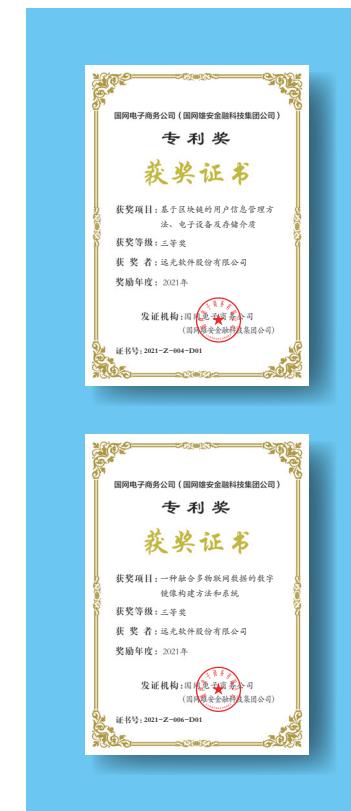 国网电子商务公司（国网雄安金融科技集团公司）
专利奖
获奖证书
获奖项目：基于区块链的用户信息管理方
法、电子设备及存储介质
获奖等级：三等奖
获 奖 者：远光软件股份有限公司
奖励年度：2021年
发证机构：国网电子商务公司
（国网雄安金融科技集团公司）
证书号：2021-Z-004-D01
国网电子商务公司（国网雄安金融科技集团公司）
专利奖
获奖证书
获奖项目：一种融合多物联网数据的数字
镜像构建方法和系统
获奖等级：三等奖
获 奖 者：远光软件股份有限公司
奖励年度：2021年
发证机构：国网电子商务公司
（国网雄安金融科技集团公司）
证书号：2021-Z-006-D01